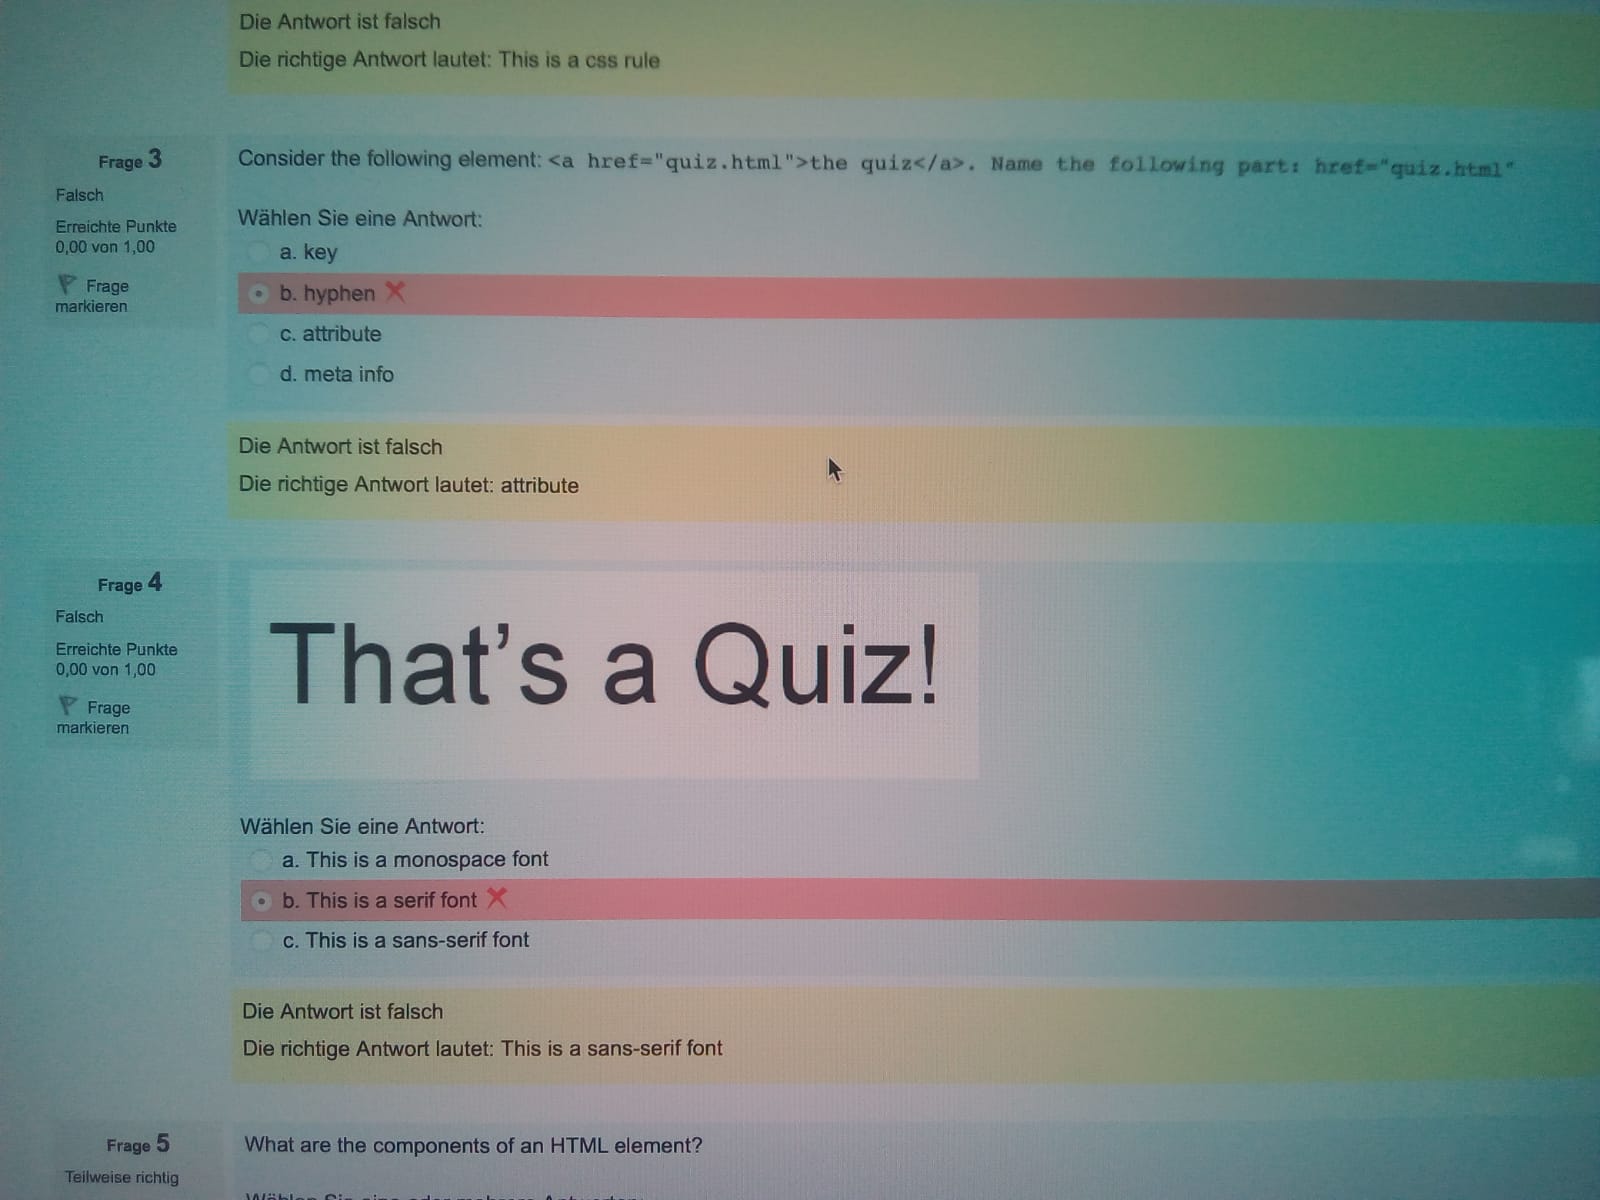 Die Antwort ist falsch
Die richtige Antwort lautet: This is a css rule
Frage 3
Falsch
Erreichte Punkte
0,00 von 1,00
Frage
markieren
Consider the following element: <a href="quiz.html">the quiz</a>. Name the following part: href="quiz.html"
Wählen Sie eine Antwort:
a. key
b. hyphen
c. attribute
d. meta info
Die Antwort ist falsch
Die richtige Antwort lautet: attribute
Frage 4
Falsch
Erreichte Punkte
0,00 von 1,00
Frage
markieren
That's a Quiz!
Wählen Sie eine Antwort:
a. This is a monospace font
b. This is a serif font
c. This is a sans-serif font
Die Antwort ist falsch
Die richtige Antwort lautet: This is a sans-serif font
Frage 5
Teilweise richtig
What are the components of an HTML element?